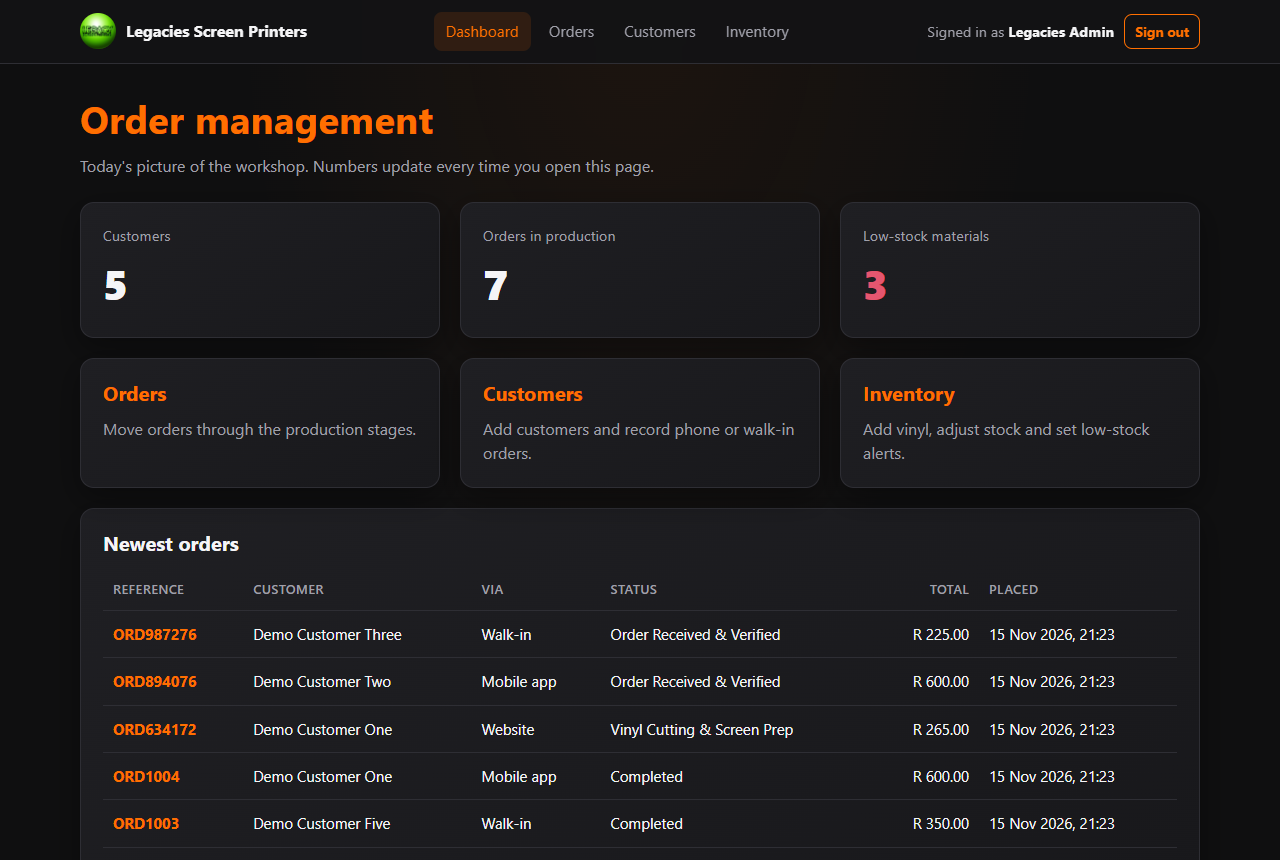 Legacies Screen Printers
Dashboard
Orders
Customers
Inventory
Signed in as Legacies Admin
Sign out
Order management
Today's picture of the workshop. Numbers update every time you open this page.
Customers
5
Orders in production
7
Low-stock materials
3
Orders
Move orders through the production stages.
Customers
Add customers and record phone or walk-in
orders.
Inventory
Add vinyl, adjust stock and set low-stock
alerts.
Newest orders
REFERENCE CUSTOMER VIA STATUS TOTAL PLACED
ORD987276 Demo Customer Three Walk-in Order Received & Verified R 225.00 15 Nov 2026, 21:23
ORD894076 Demo Customer Two Mobile app Order Received & Verified R 600.00 15 Nov 2026, 21:23
ORD634172 Demo Customer One Website Vinyl Cutting & Screen Prep R 265.00 15 Nov 2026, 21:23
ORD1004 Demo Customer One Mobile app Completed R 600.00 15 Nov 2026, 21:23
ORD1003 Demo Customer Five Walk-in Completed R 350.00 15 Nov 2026, 21:23